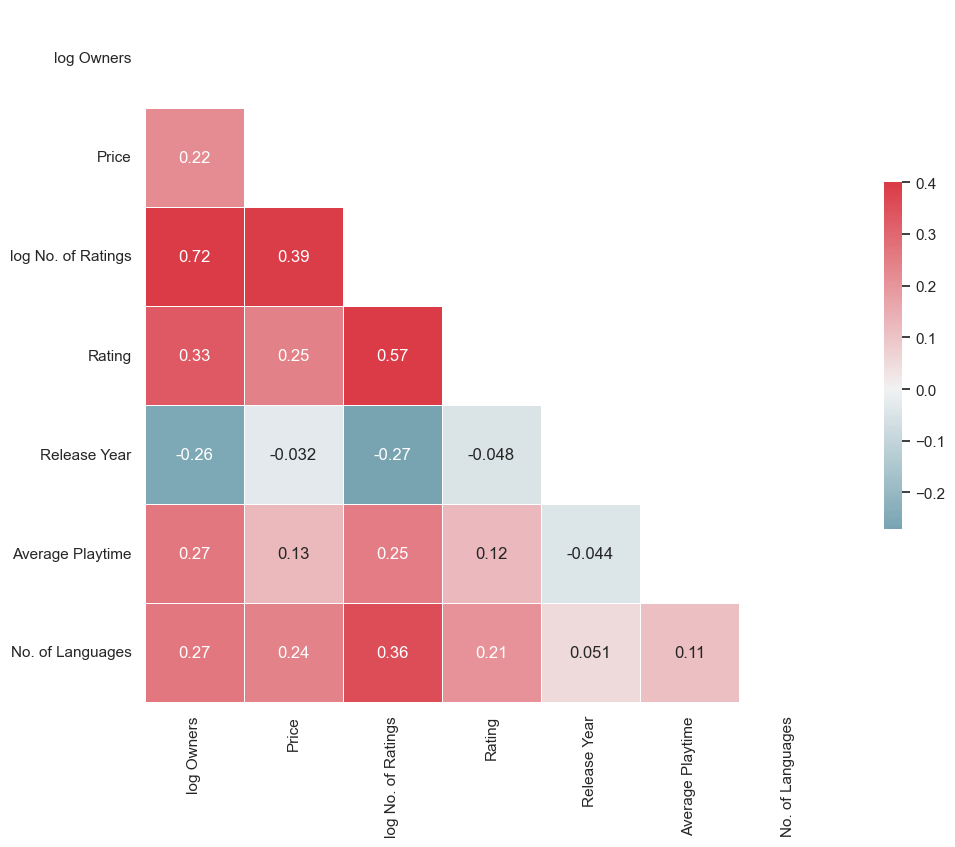 log Owners
Price
0.22
log No. of Ratings
0.72
0.39
Rating
0.33
0.25
0.57
Release Year
-0.26
-0.032
-0.27
-0.048
Average Playtime
0.27
0.13
0.25
0.12
-0.044
No. of Languages
0.27
0.24
0.36
0.21
0.051
0.11
log Owners
Price
log No. of Ratings
Rating
Release Year
Average Playtime
No. of Languages
0.4
0.3
0.2
0.1
0.0
−0.1
−0.2